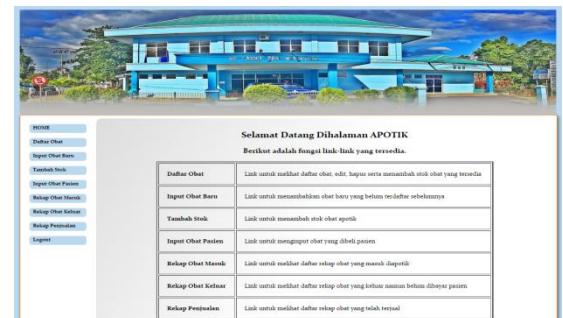 HOME
Daftar Obat
Input Obat Baru
Tambah Stok
Input Obat Pasien
Rekap Obat Masuk
Rekap Obat Keluar
Rekap Penjualan
Logout
Selamat Datang Dihalaman APOTIK
Berikut adalah fungsi link-link yang tersedia.
Daftar Obat Link untuk melihat daftar obat, edit, hapus serta menambah stok obat yang tersedia
Input Obat Baru Link untuk menambahkan obat baru yang belum terdaftar sebelumnya
Tambah Stok Link untuk menambah stok obat apotik
Input Obat Pasien Link untuk menginput obat yang dibeli pasien
Rekap Obat Masuk Link untuk melihat daftar rekap obat yang masuk diapotik
Rekap Obat Keluar Link untuk melihat daftar rekap obat yang keluar namun belum dibayar pasien
Rekap Penjualan Link untuk melihat daftar rekap obat yang telah terjual